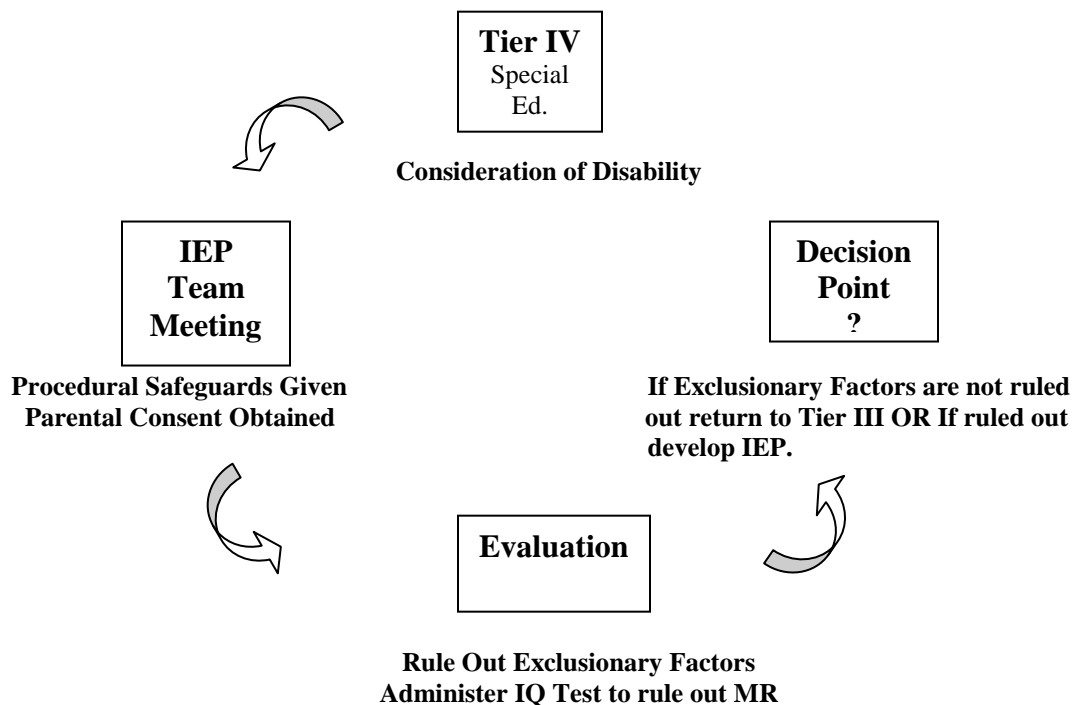 Tier IV
Special
Ed.
Consideration of Disability
IEP
Team
Meeting
Procedural Safeguards Given
Parental Consent Obtained
Evaluation
Rule Out Exclusionary Factors
Administer IQ Test to rule out MR
Decision
Point
?
If Exclusionary Factors are not ruled
out return to Tier III OR If ruled out
develop IEP.